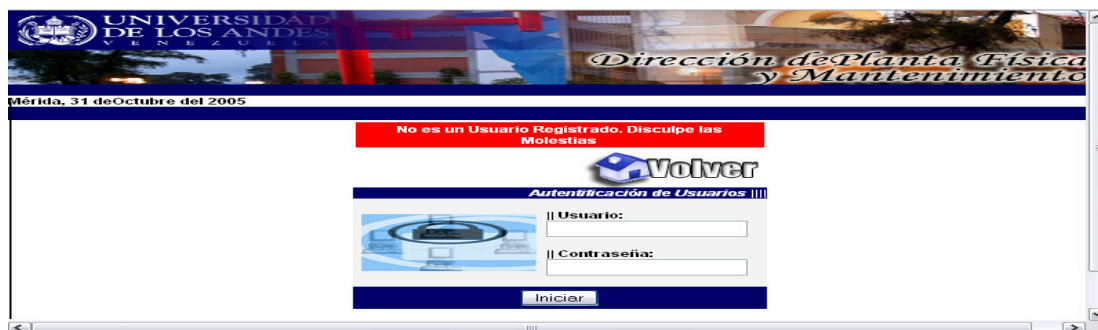 UNIVERSIDAD
DE LOS ANDES
VENEZUELA
Dirección dePlanta Física
y Mantenimiento
Mérida, 31 deOctubre del 2005
No es un Usuario Registrado. Disculpe las
Molestias
Volver
Autentificación de Usuarios ||||
|| Usuario:
|| Contraseña:
Iniciar